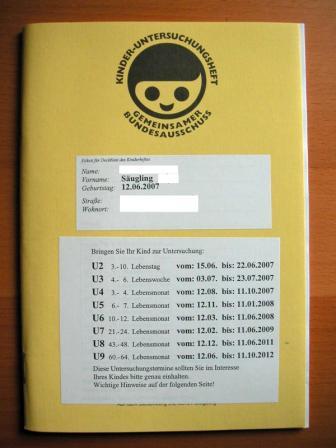 KINDER-UNTERSUCHUNGSHEFT
GEMEINSAMER
BUNDESAUSSCHUSS
Etikett für Deckblatt des Kinderheftes
Name:
Vorname: Säugling
Geburtstag: 12.06.2007
Straße:
Wohnort:
Bringen Sie Ihr Kind zur Untersuchung:
U2 3.-10. Lebenstag vom: 15.06. bis: 22.06.2007
U3 4.- 6. Lebenswoche vom: 03.07. bis: 23.07.2007
U4 3.- 4. Lebensmonat vom: 12.08. bis: 11.10.2007
U5 6.- 7. Lebensmonat vom: 12.11. bis: 11.01.2008
U6 10.-12. Lebensmonat vom: 12.03. bis: 11.06.2008
U7 21.-24. Lebensmonat vom: 12.02. bis: 11.06.2009
U8 43.-48. Lebensmonat vom: 12.12. bis: 11.06.2011
U9 60.-64. Lebensmonat vom: 12.06. bis: 11.10.2012
Diese Untersuchungstermine sollten Sie im Interesse
Ihres Kindes bitte genau einhalten.
Wichtige Hinweise auf der folgenden Seite!